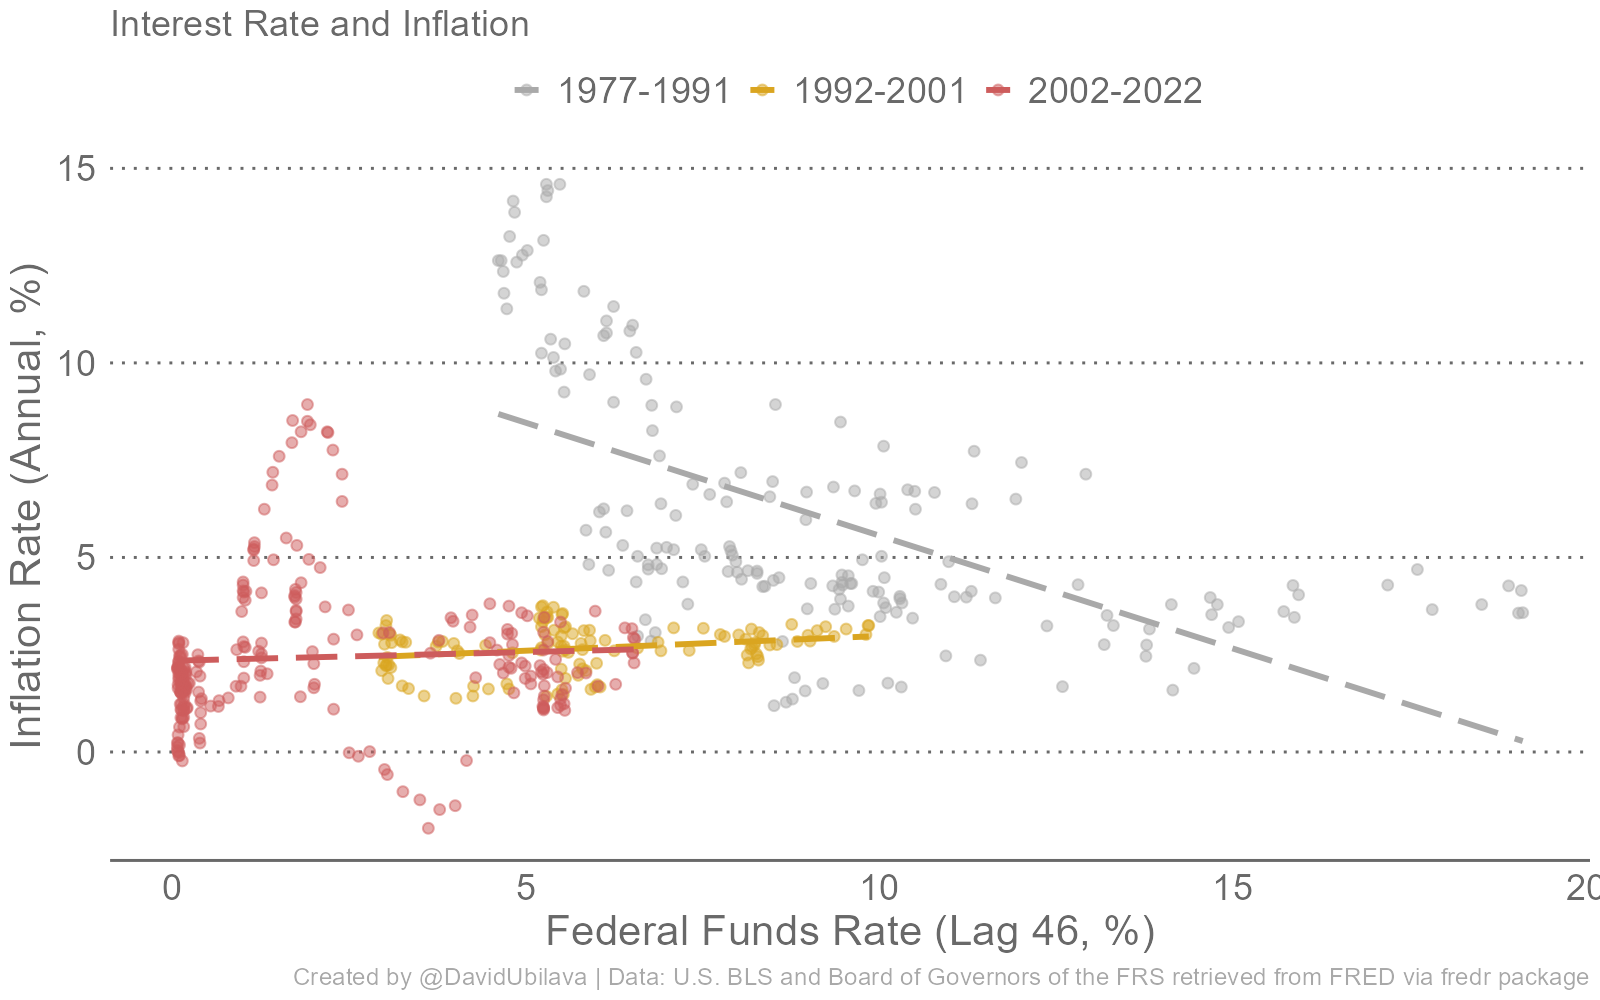 Interest Rate and Inflation
1977-1991 1992-2001 2002-2022
15
10
5
0
Inflation Rate (Annual, %)
0 5 10 15 20
Federal Funds Rate (Lag 46, %)
Created by @DavidUbilava | Data: U.S. BLS and Board of Governors of the FRS retrieved from FRED via fredr package